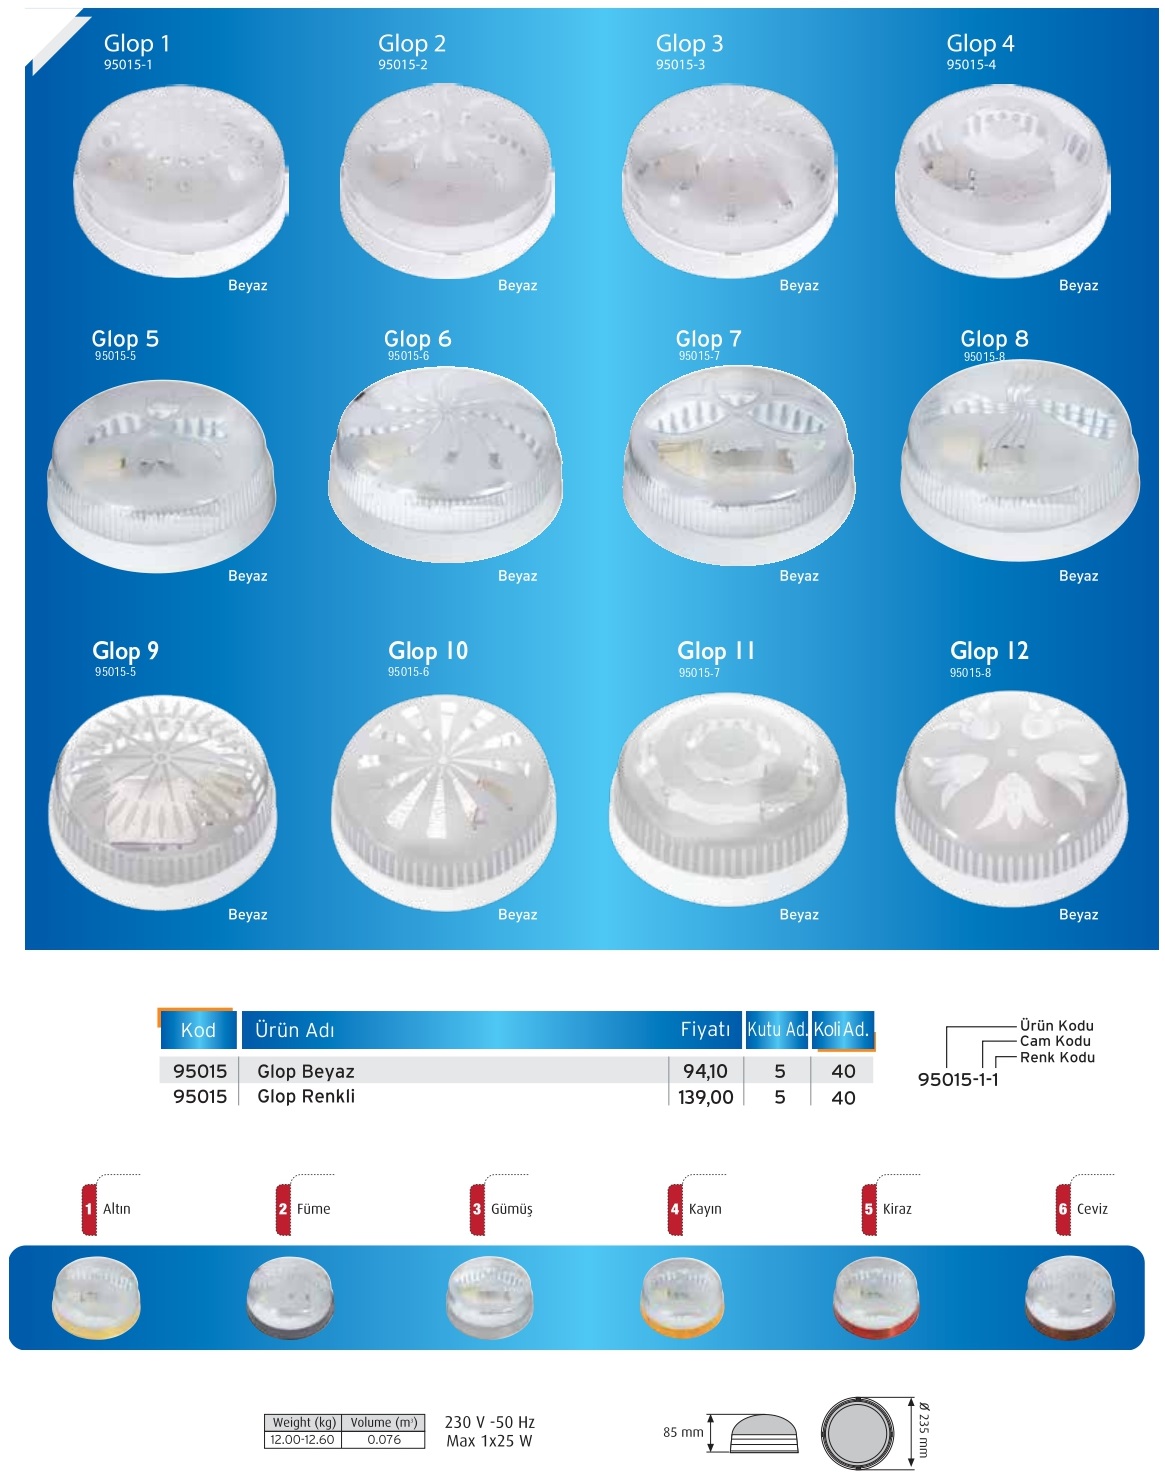 Glop 1
95015-1
Glop 2
95015-2
Glop 3
95015-3
Glop 4
95015-4
Beyaz
Beyaz
Beyaz
Beyaz
Glop 5
95015-5
Glop 6
95015-6
Glop 7
95015-7
Glop 8
95015-8
Beyaz
Beyaz
Beyaz
Beyaz
Glop 9
95015-5
Glop 10
95015-6
Glop 11
95015-7
Glop 12
95015-8
Beyaz
Beyaz
Beyaz
Beyaz
Kod Ürün Adı Fiyatı Kutu Ad. Koli Ad.
95015 Glop Beyaz 94,10 5 40
95015 Glop Renkli 139,00 5 40
Ürün Kodu
Cam Kodu
Renk Kodu
95015-1-1
1 Altın
2 Füme
3 Gümüş
4 Kayın
5 Kiraz
6 Ceviz
Weight (kg) Volume (m³)
12.00-12.60 0.076
230 V -50 Hz
Max 1x25 W
85 mm
Ø 235 mm